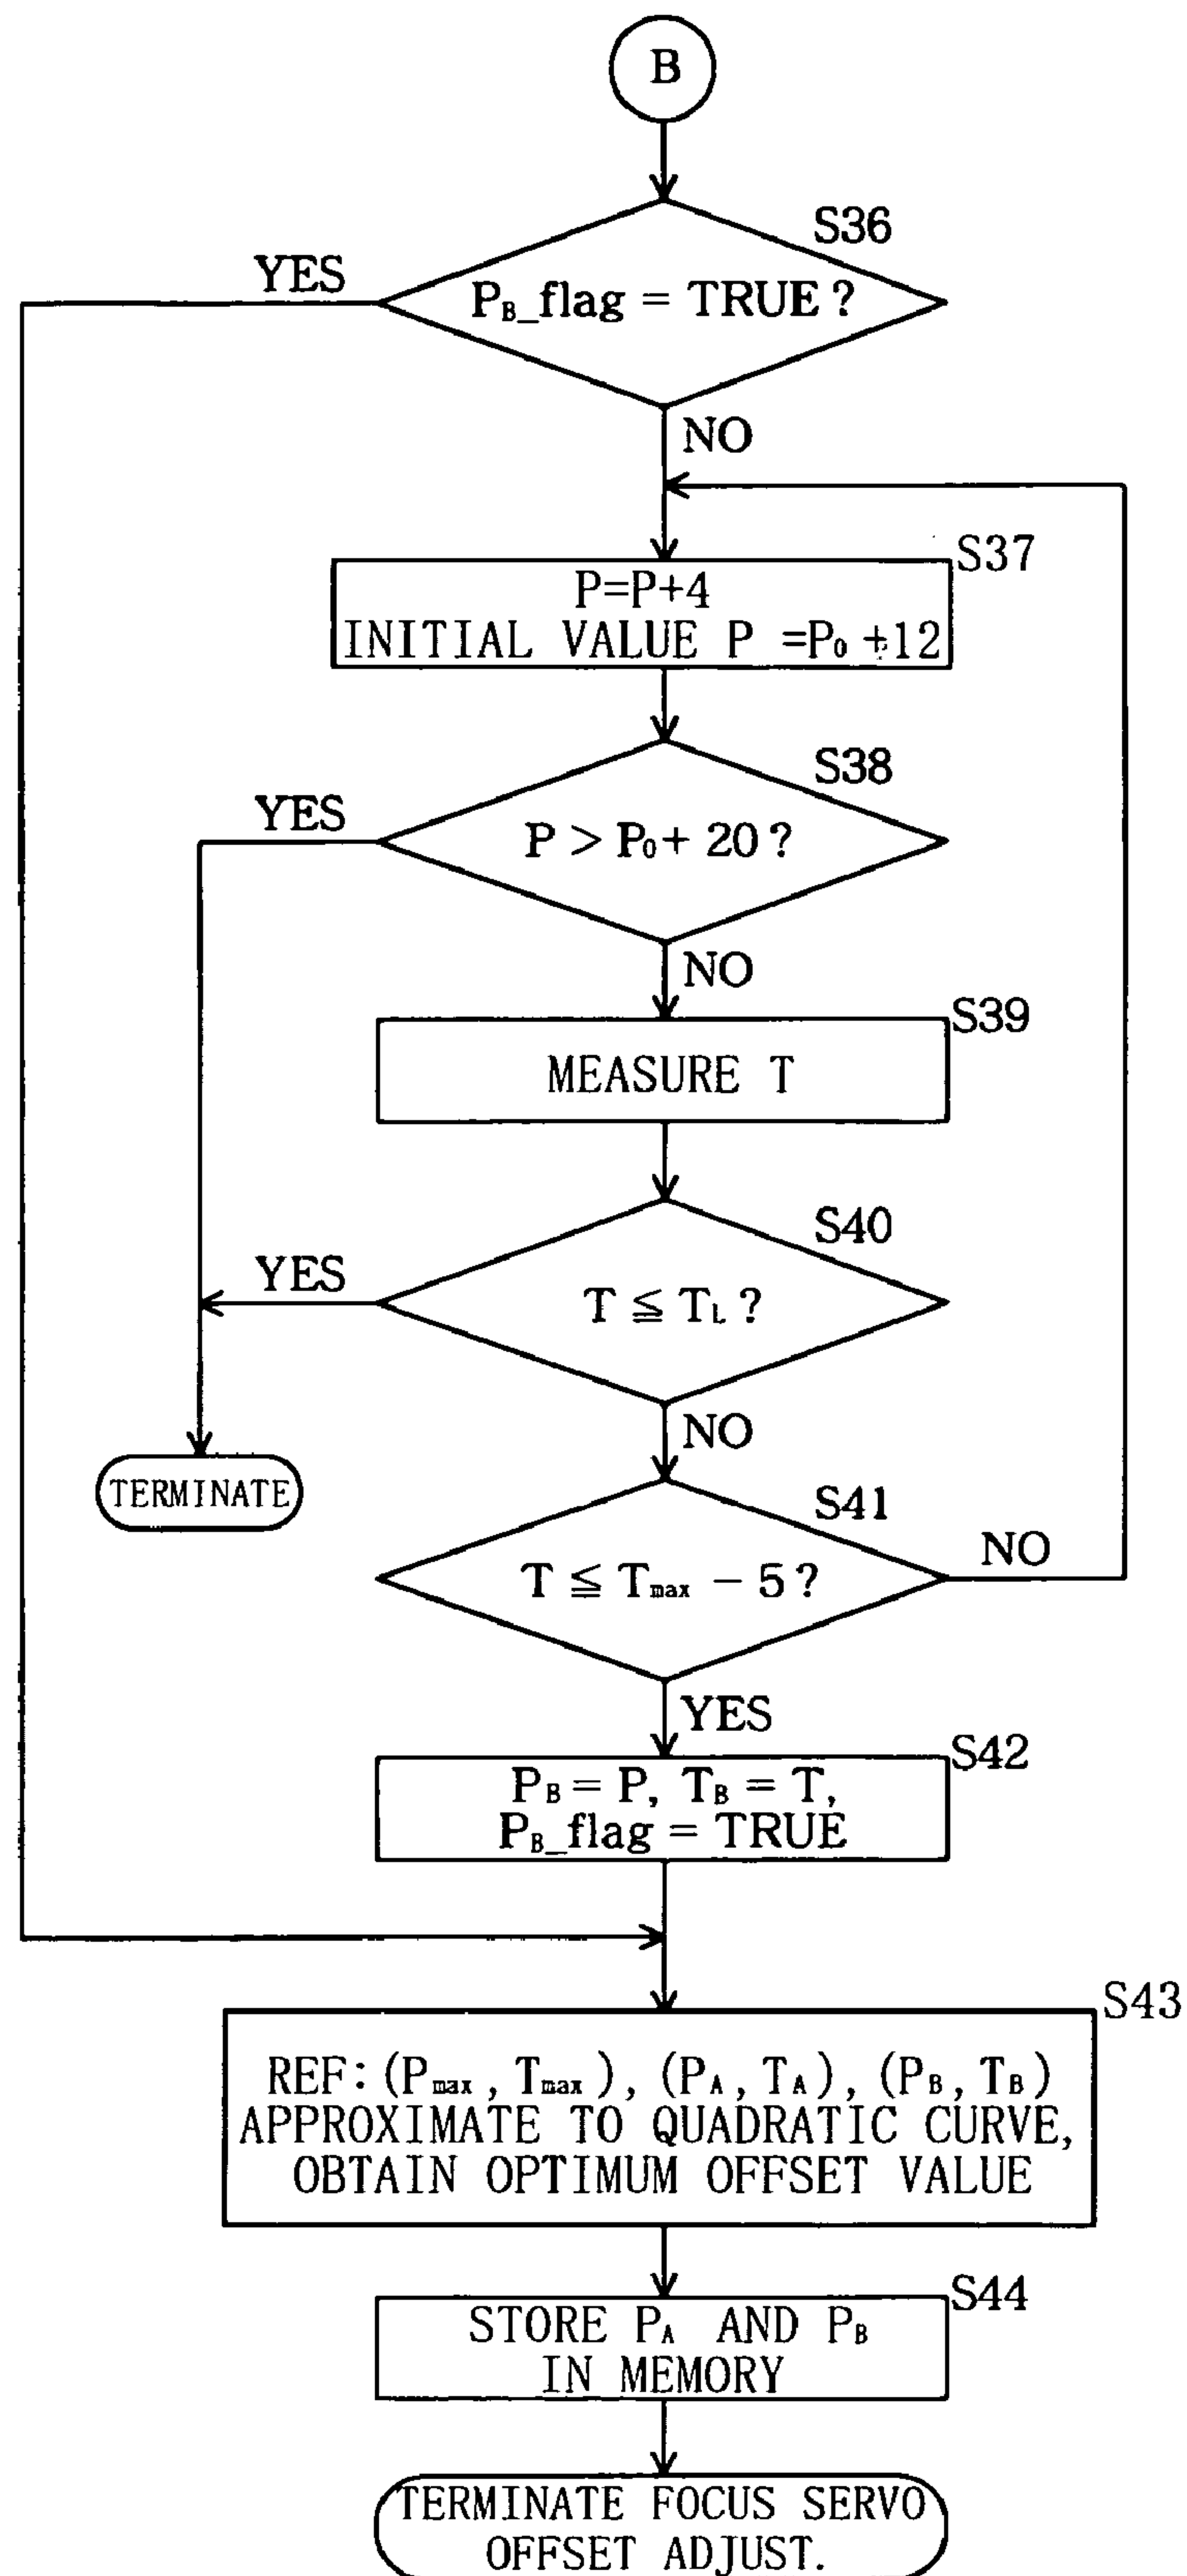 B
S36
YES
PB_flag = TRUE ?
NO
S37
P=P+4
INITIAL VALUE P =P0 +12
S38
YES
P > P0 + 20 ?
NO
S39
MEASURE T
S40
YES
T ≦ TL ?
NO
TERMINATE
S41
T ≦ Tmax − 5 ?
NO
YES
S42
PB = P, TB = T,
PB_flag = TRUE
S43
REF: (Pmax , Tmax ), (PA , TA ), (PB , TB )
APPROXIMATE TO QUADRATIC CURVE,
OBTAIN OPTIMUM OFFSET VALUE
S44
STORE PA AND PB
IN MEMORY
TERMINATE FOCUS SERVO
OFFSET ADJUST.